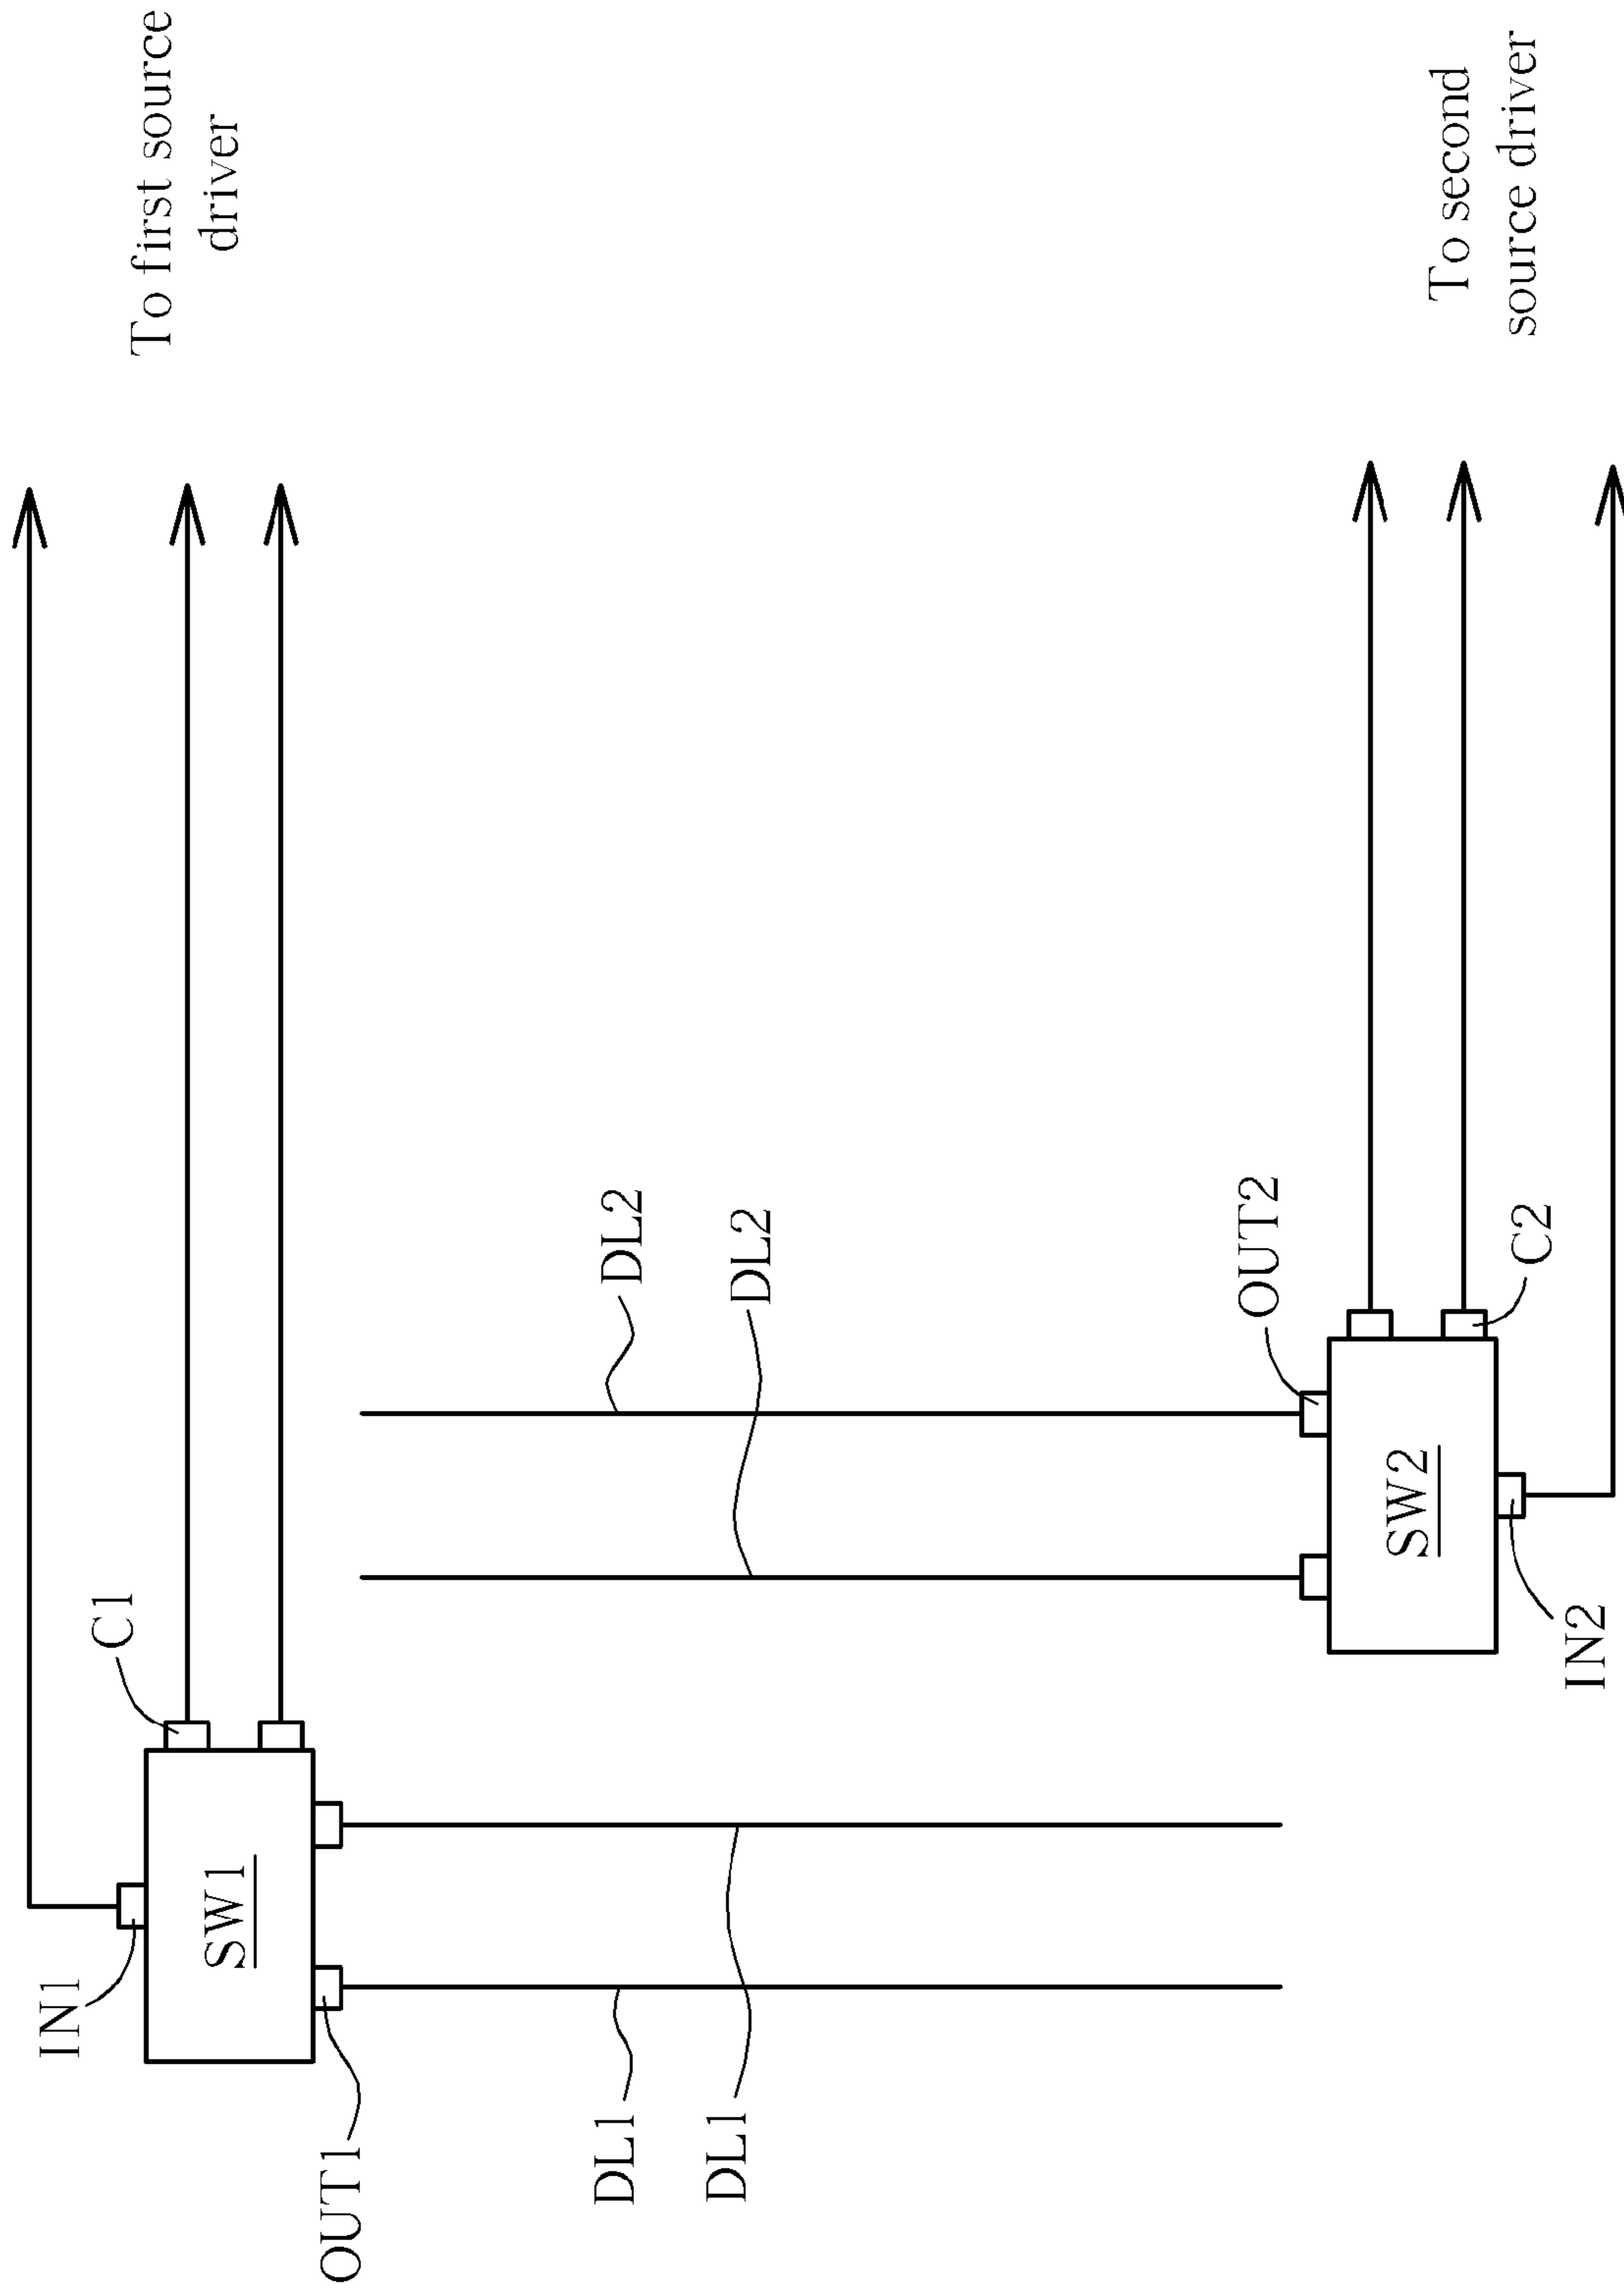 To first source
driver
C1
IN1
SW1
OUT1
DL1
DL1
DL2
DL2
OUT2
SW2
C2
IN2
To second
source driver